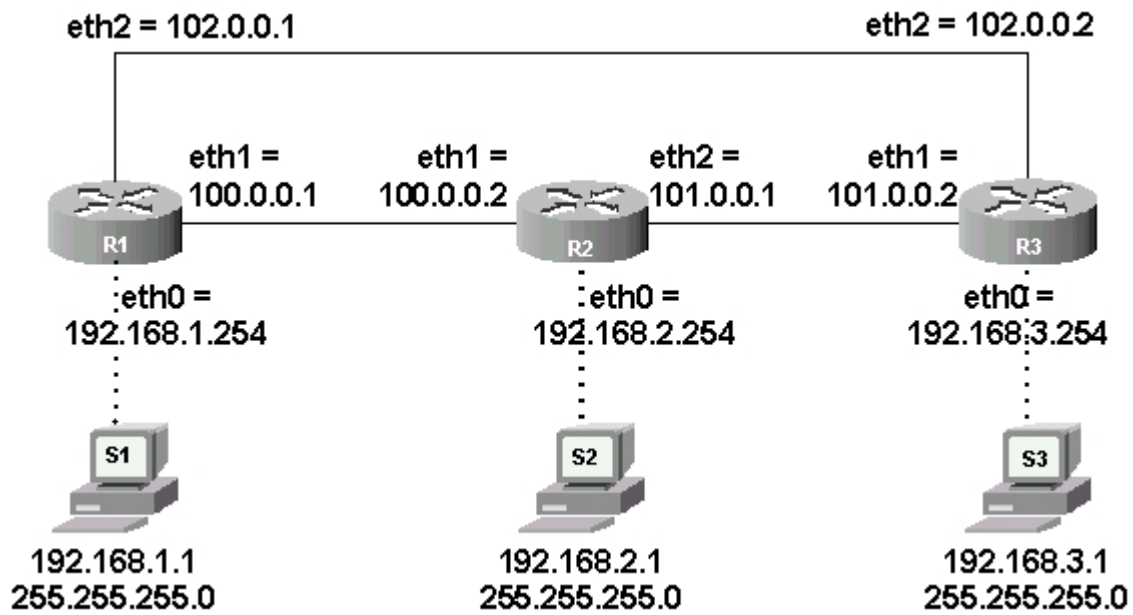 eth2 = 102.0.0.1
eth2 = 102.0.0.2
eth1 =
100.0.0.1
eth1 =
100.0.0.2
eth2 =
101.0.0.1
eth1 =
101.0.0.2
R1
R2
R3
eth0 =
192.168.1.254
eth0 =
192.168.2.254
eth0 =
192.168.3.254
S1
S2
S3
192.168.1.1
255.255.255.0
192.168.2.1
255.255.255.0
192.168.3.1
255.255.255.0